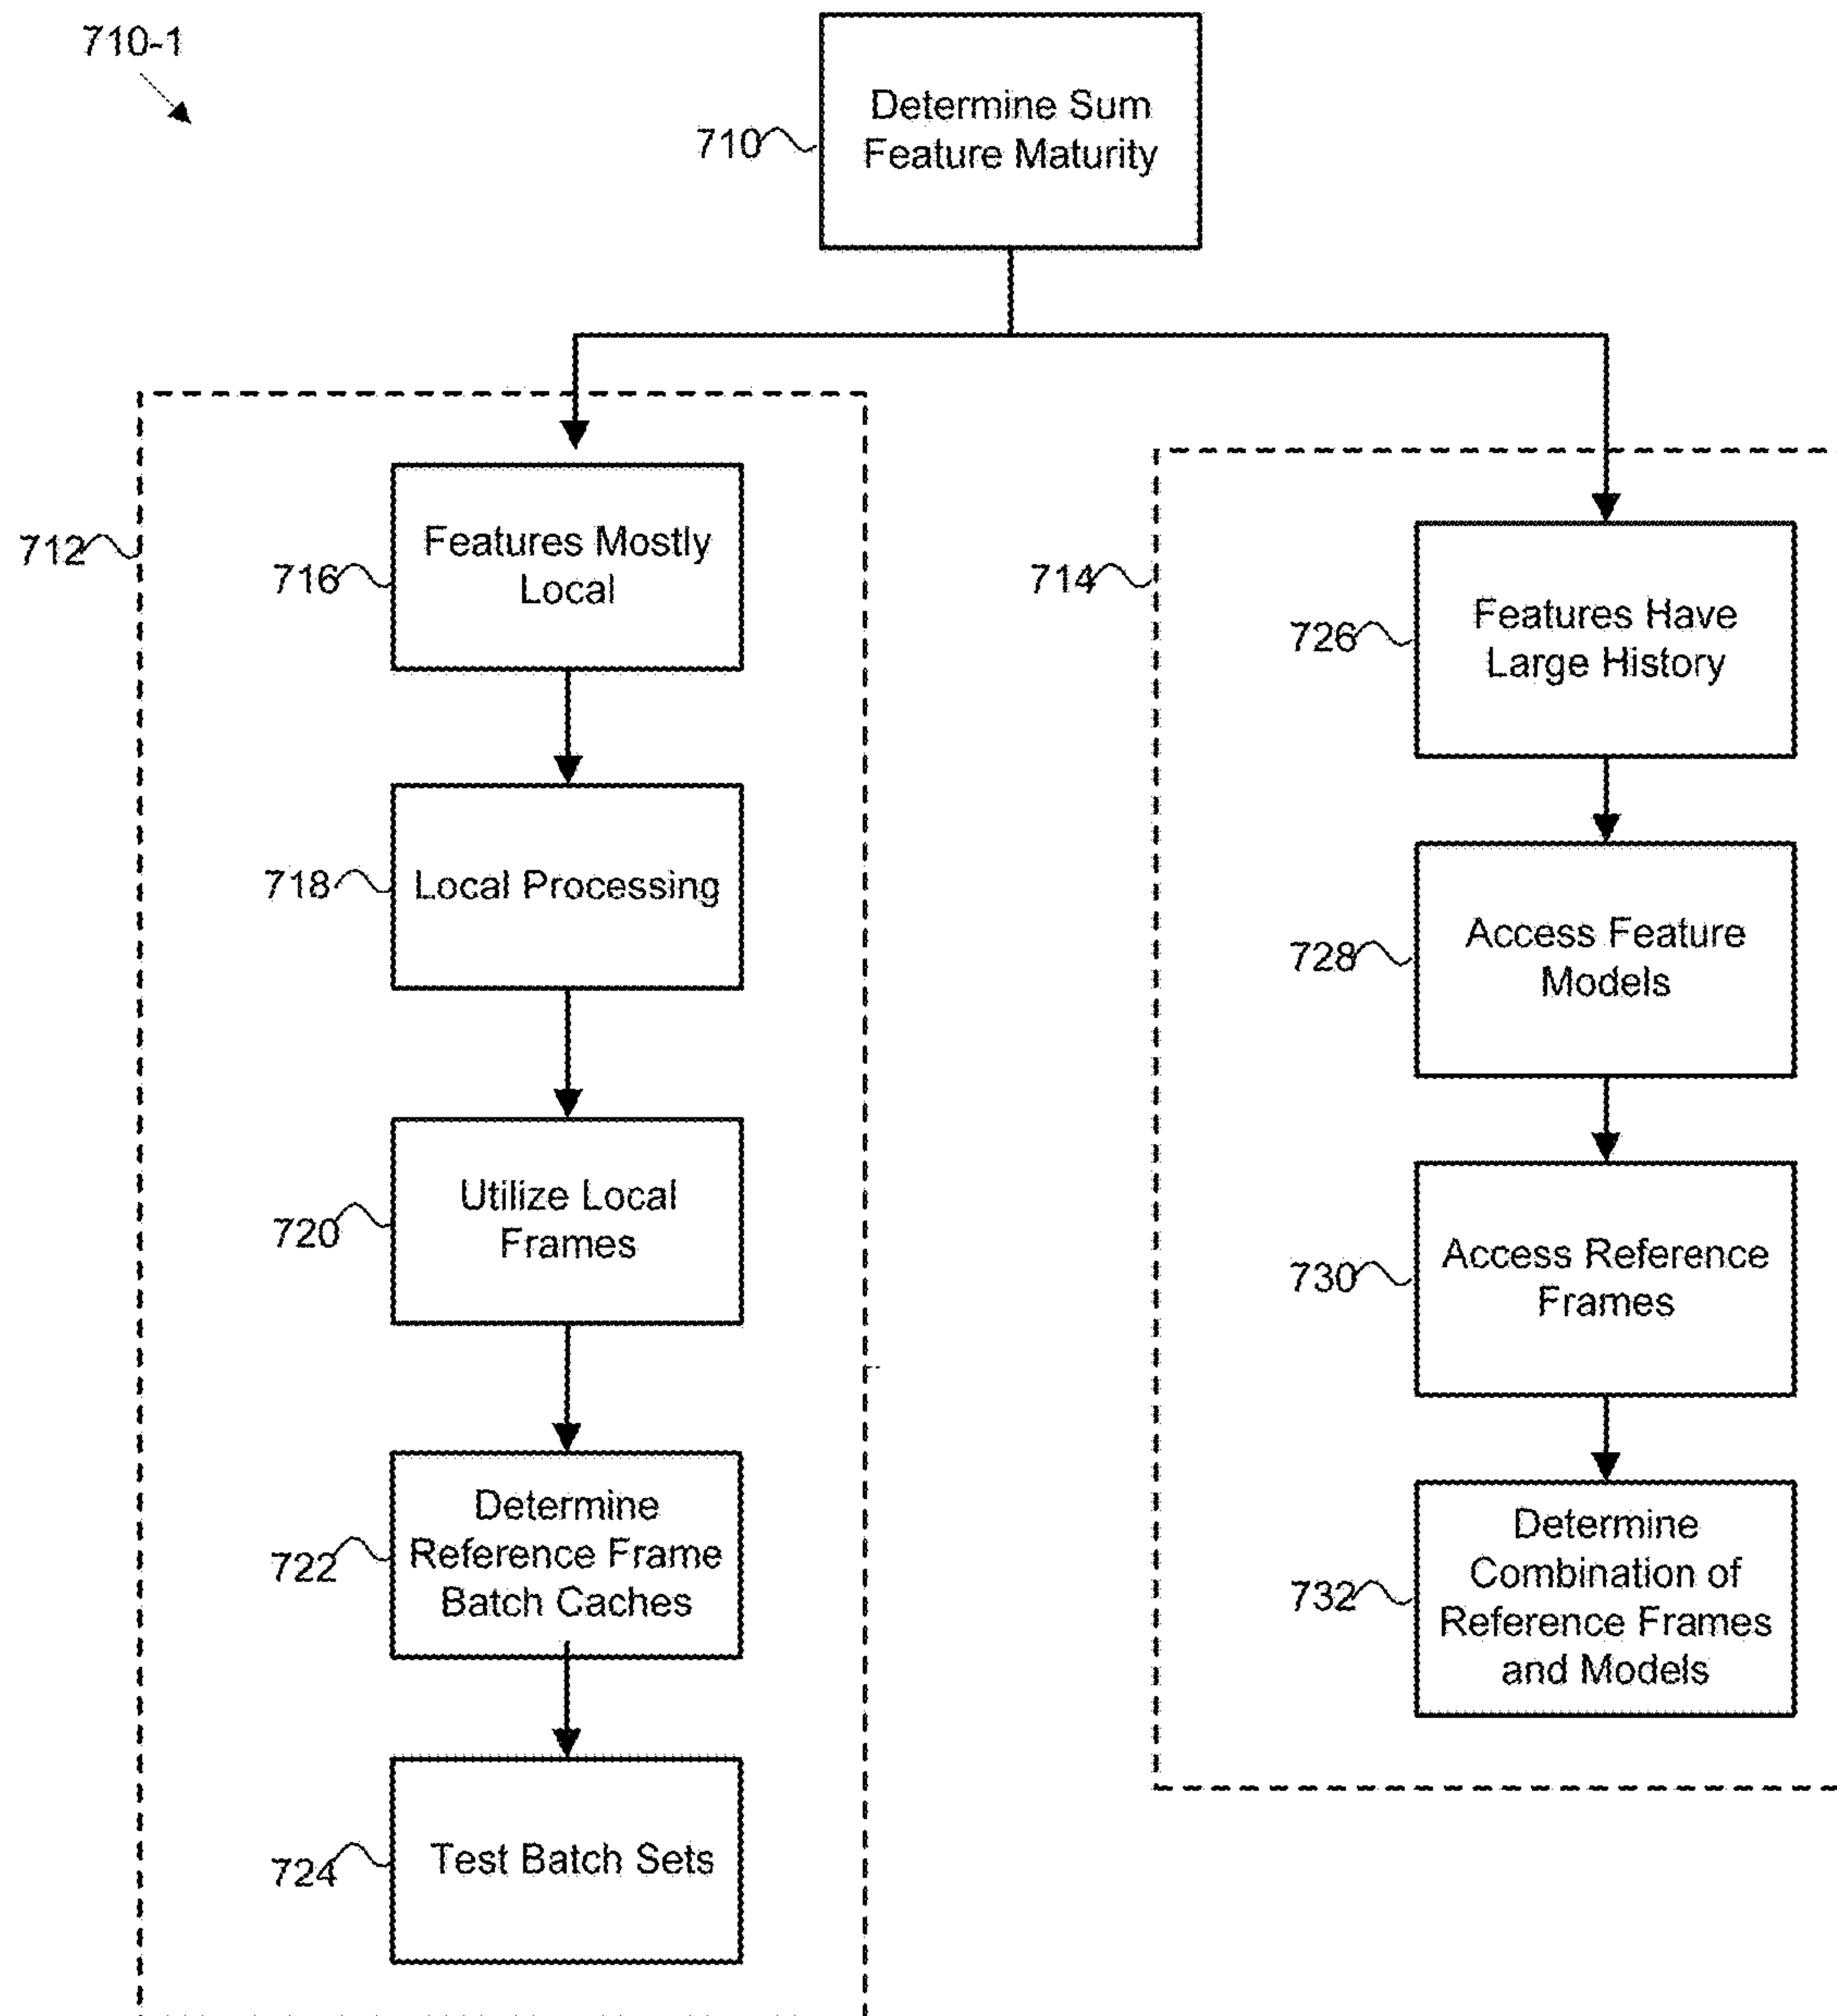 710-1
710
Determine Sum
Feature Maturity
712
716
Features Mostly
Local
718
Local Processing
720
Utilize Local
Frames
722
Determine
Reference Frame
Batch Caches
724
Test Batch Sets
714
726
Features Have
Large History
728
Access Feature
Models
730
Access Reference
Frames
732
Determine
Combination of
Reference Frames
and Models